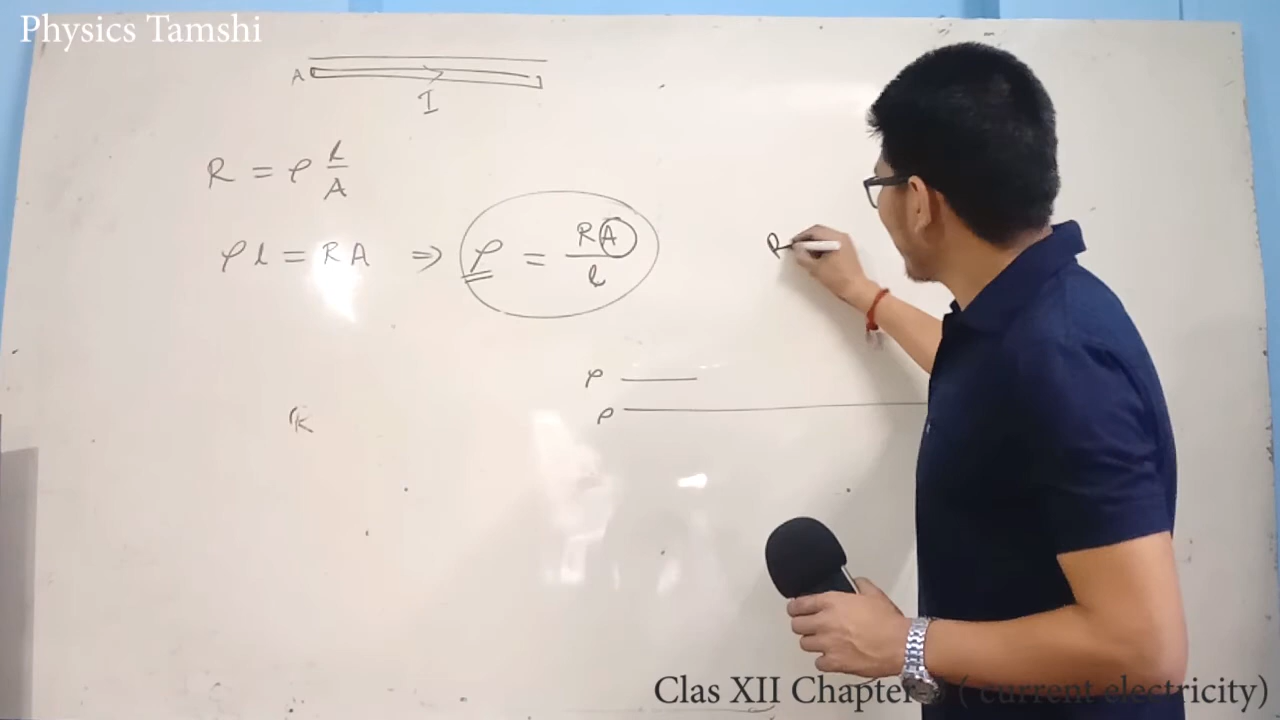 Physics Tamshi
A
I
R = ρ l/A
ρ l = R A ⇒ ρ = RA/l
R
ρ
ρ
R
Clas XII Chapter- ( current electricity)